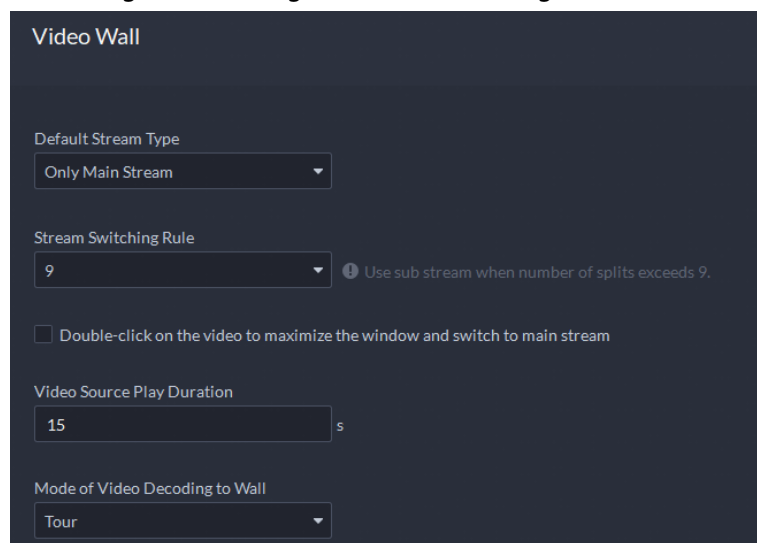 Video Wall
Default Stream Type
Only Main Stream
Stream Switching Rule
9
Use sub stream when number of splits exceeds 9.
Double-click on the video to maximize the window and switch to main stream
Video Source Play Duration
15 s
Mode of Video Decoding to Wall
Tour